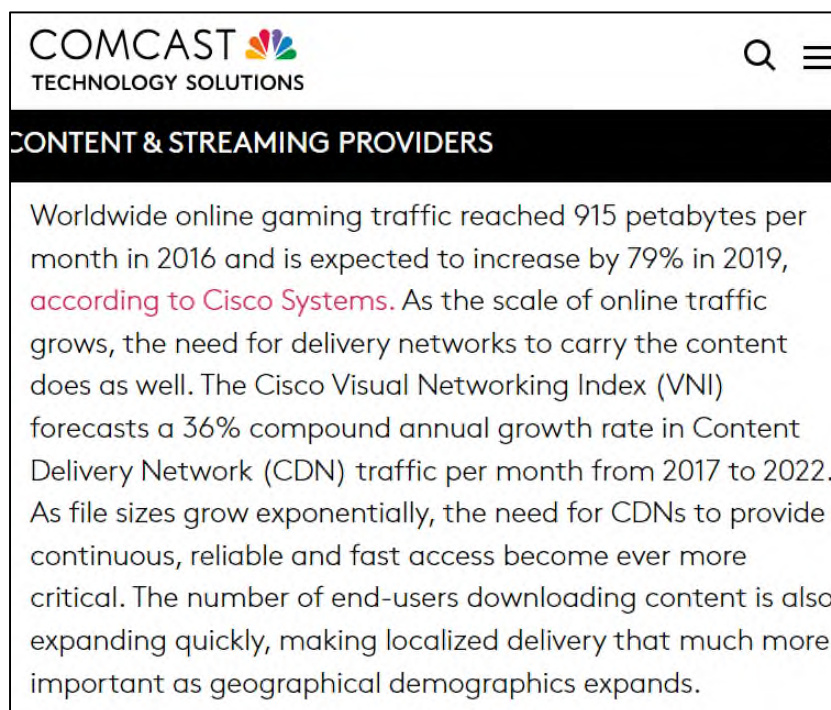 COMCAST
TECHNOLOGY SOLUTIONS
CONTENT & STREAMING PROVIDERS
Worldwide online gaming traffic reached 915 petabytes per
month in 2016 and is expected to increase by 79% in 2019,
according to Cisco Systems. As the scale of online traffic
grows, the need for delivery networks to carry the content
does as well. The Cisco Visual Networking Index (VNI)
forecasts a 36% compound annual growth rate in Content
Delivery Network (CDN) traffic per month from 2017 to 2022.
As file sizes grow exponentially, the need for CDNs to provide
continuous, reliable and fast access become ever more
critical. The number of end-users downloading content is also
expanding quickly, making localized delivery that much more
important as geographical demographics expands.